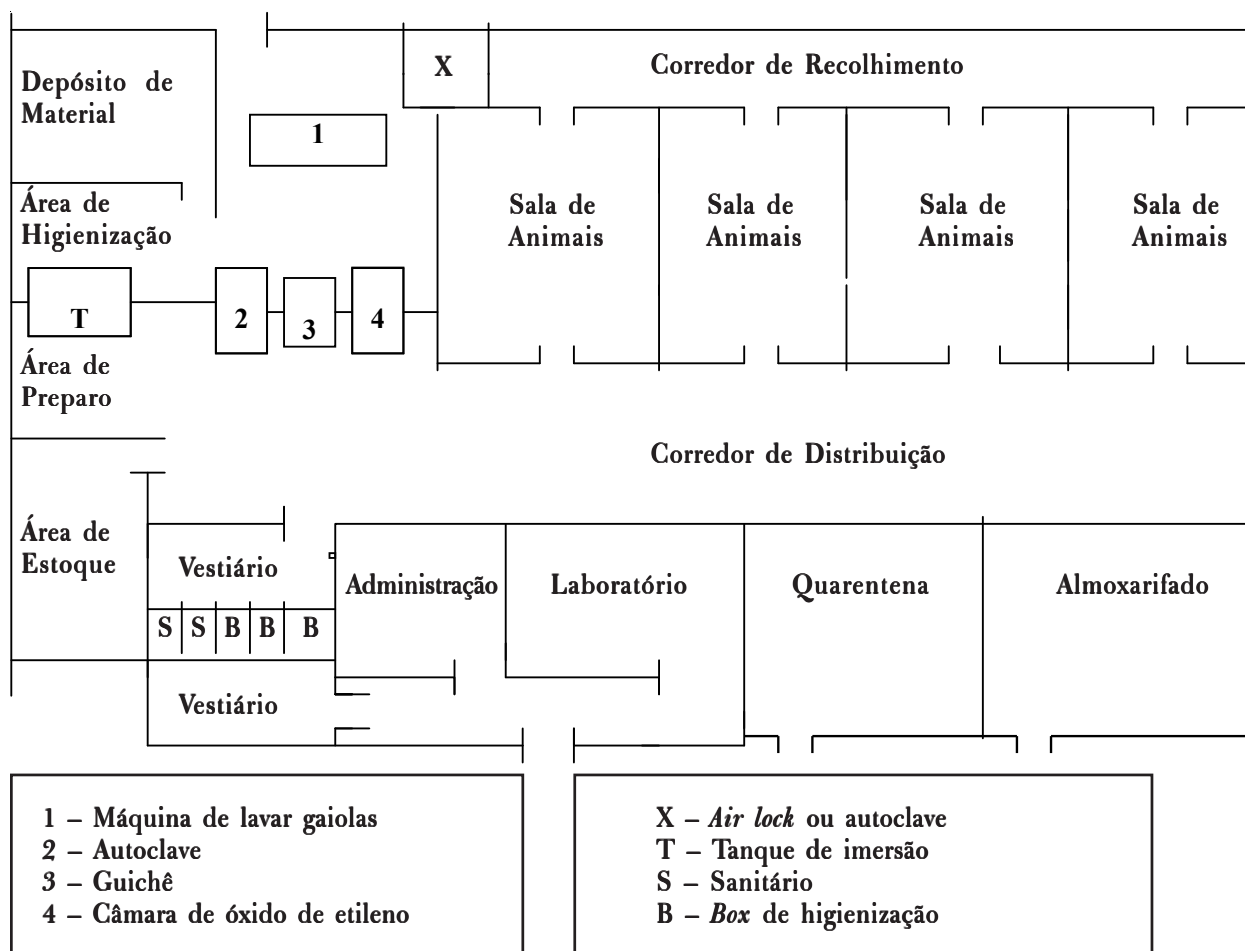 Depósito de
Material
X
Corredor de Recolhimento
1
Área de
Higienização
Sala de
Animais
Sala de
Animais
Sala de
Animais
Sala de
Animais
T
2
3
4
Área de
Preparo
Corredor de Distribuição
Área de
Estoque
Vestiário
Administração
Laboratório
Quarentena
Almoxarifado
S S B B B
Vestiário
1 – Máquina de lavar gaiolas
2 – Autoclave
3 – Guichê
4 – Câmara de óxido de etileno
X – Air lock ou autoclave
T – Tanque de imersão
S – Sanitário
B – Box de higienização